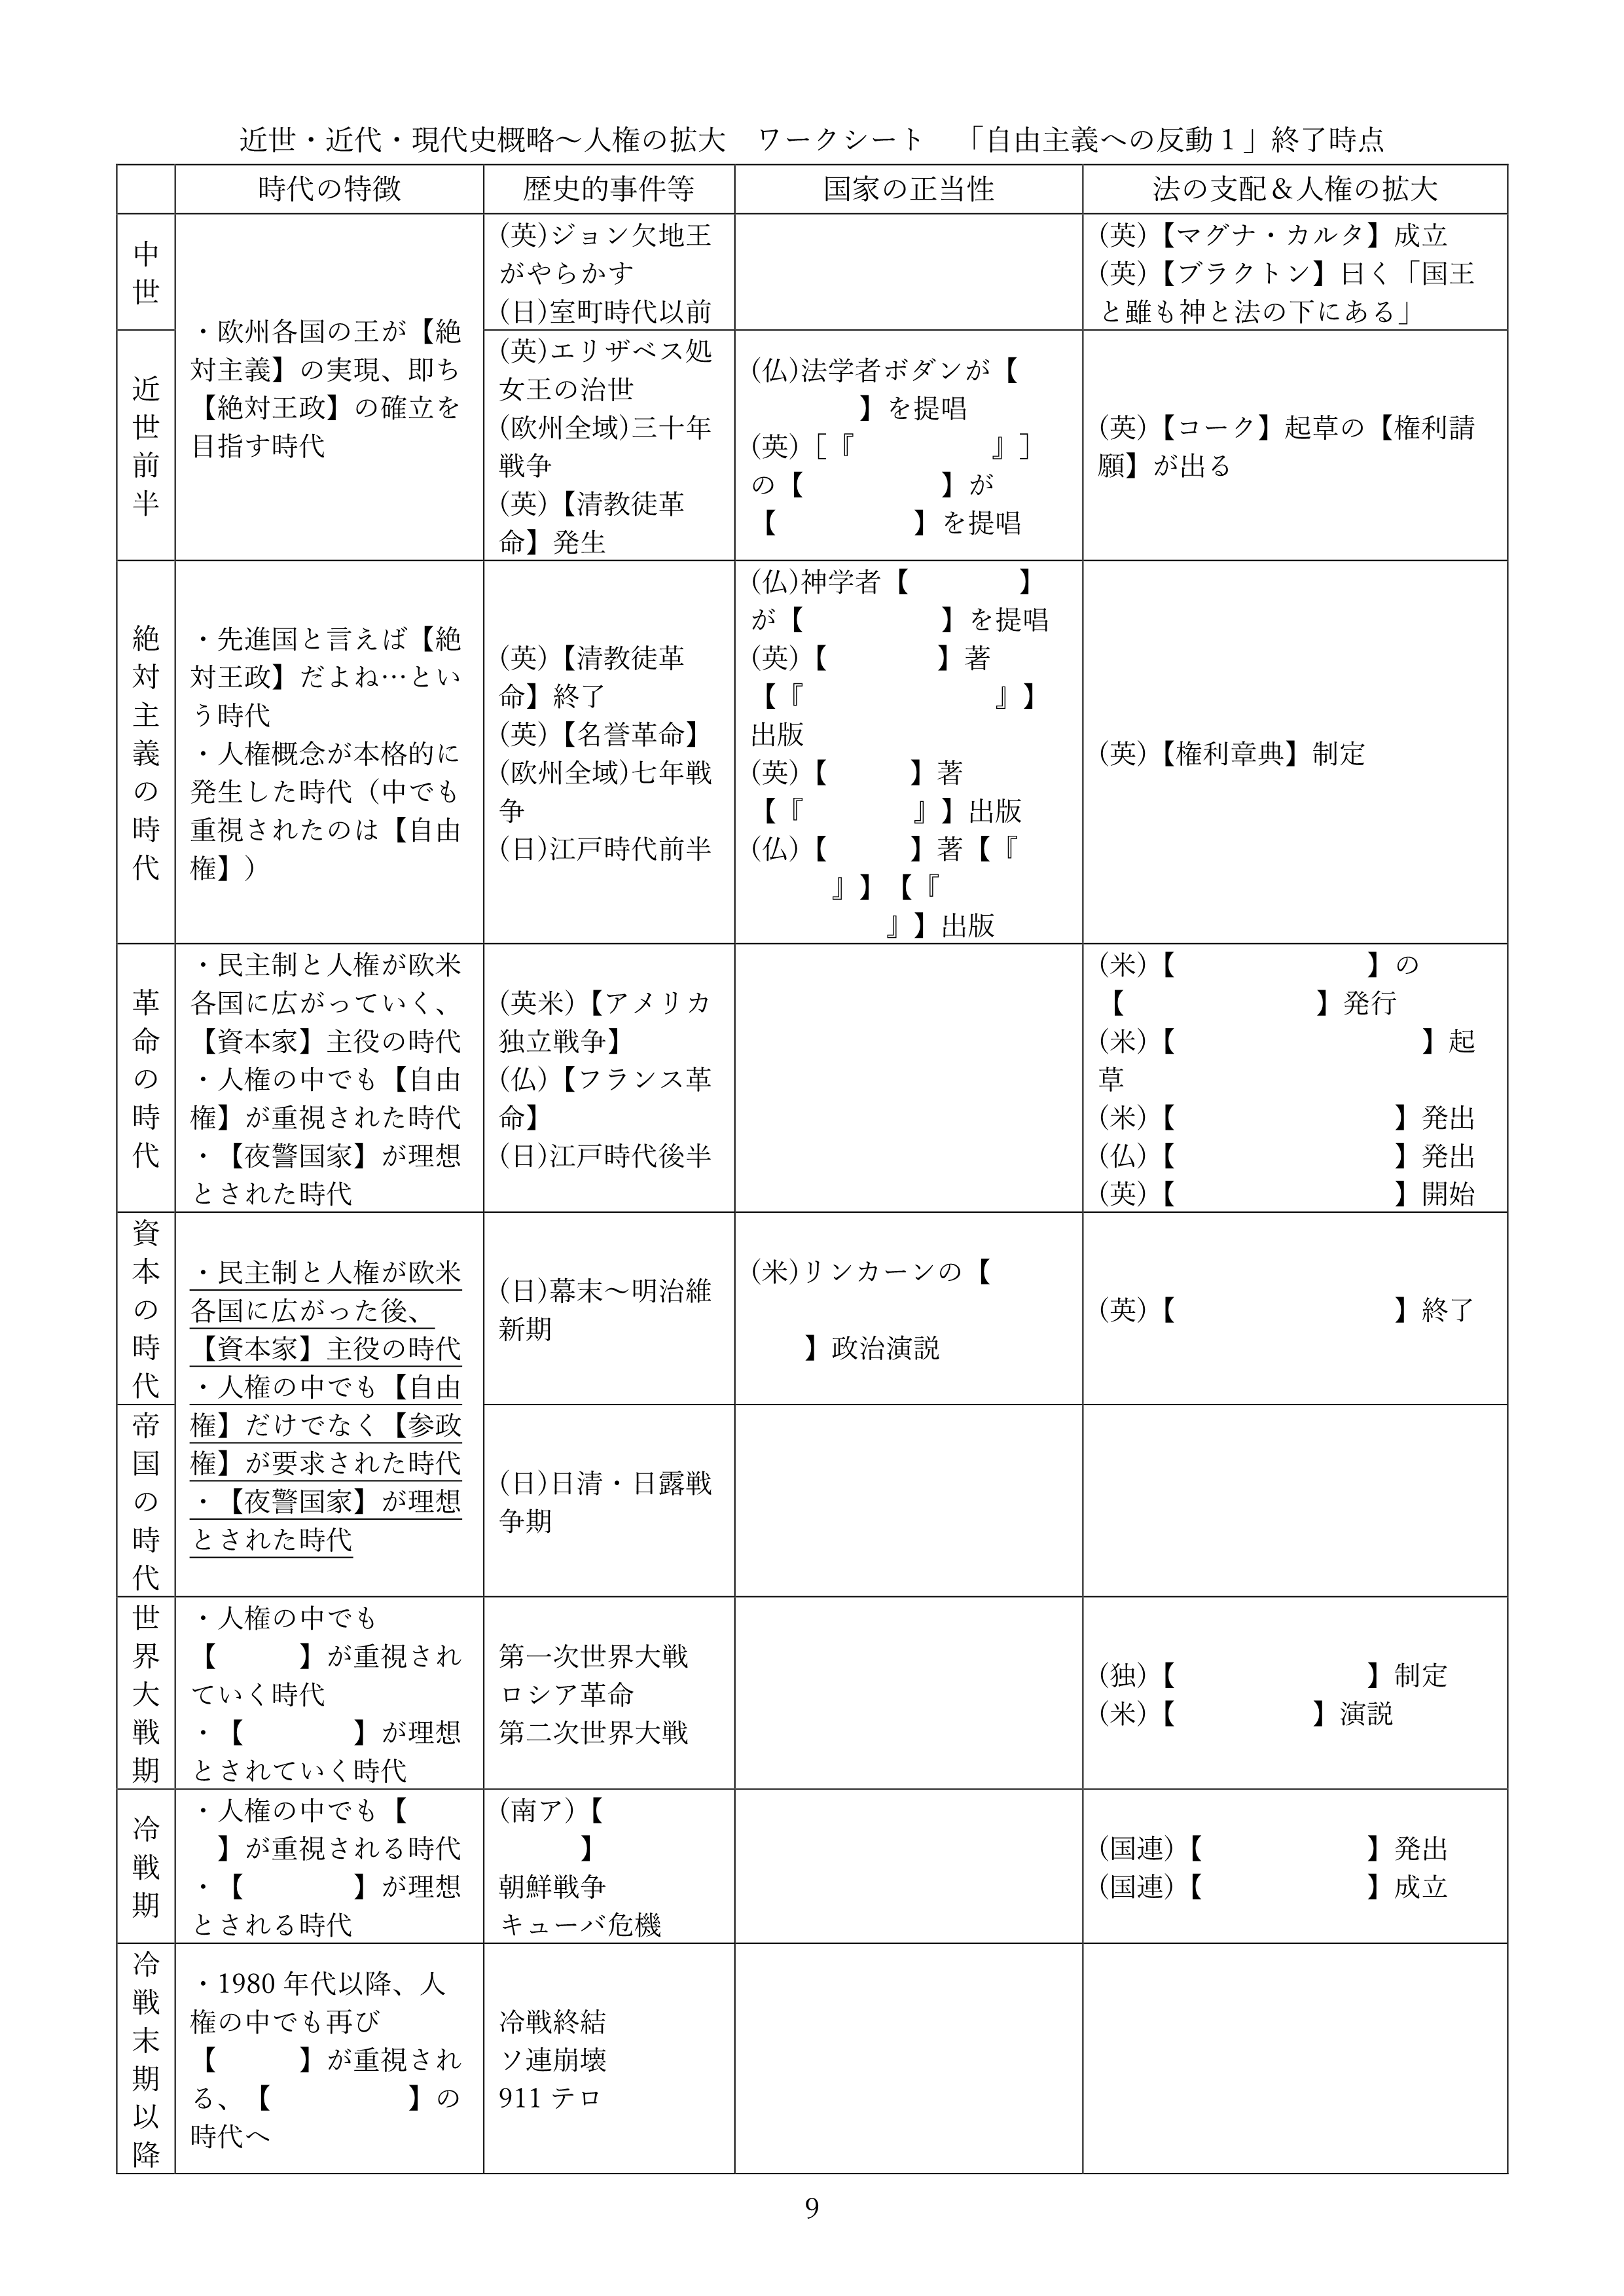 近世・近代・現代史概略～人権の拡大　ワークシート　「自由主義への反動１」終了時点
時代の特徴
歴史的事件等
国家の正当性
法の支配＆人権の拡大
中世
・欧州各国の王が【絶
対主義】の実現、即ち
【絶対王政】の確立を
目指す時代
(英)ジョン欠地王
がやらかす
(日)室町時代以前
(英)【マグナ・カルタ】成立
(英)【ブラクトン】曰く「国王
と雖も神と法の下にある」
近世前半
(英)エリザベス処
女王の治世
(欧州全域)三十年
戦争
(英)【清教徒革
命】発生
(仏)法学者ボダンが【
】を提唱
(英)［『　　　　　』］
の【　　　　　】が
【　　　　　】を提唱
(英)【コーク】起草の【権利請
願】が出る
絶対主義の時代
・先進国と言えば【絶
対王政】だよね…とい
う時代
・人権概念が本格的に
発生した時代（中でも
重視されたのは【自由
権】）
(英)【清教徒革
命】終了
(英)【名誉革命】
(欧州全域)七年戦
争
(日)江戸時代前半
(仏)神学者【　　　　】
が【　　　　　】を提唱
(英)【　　　　】著
【『　　　　　　　』】
出版
(英)【　　　】著
【『　　　　』】出版
(仏)【　　　】著【『
』】【『
』】出版
(英)【権利章典】制定
革命の時代
・民主制と人権が欧米
各国に広がっていく、
【資本家】主役の時代
・人権の中でも【自由
権】が重視された時代
・【夜警国家】が理想
とされた時代
(英米)【アメリカ
独立戦争】
(仏)【フランス革
命】
(日)江戸時代後半
(米)【　　　　　　　】の
【　　　　　　　】発行
(米)【　　　　　　　　　】起
草
(米)【　　　　　　　　】発出
(仏)【　　　　　　　　】発出
(英)【　　　　　　　　】開始
資本の時代
・民主制と人権が欧米
各国に広がった後、
【資本家】主役の時代
・人権の中でも【自由
権】だけでなく【参政
権】が要求された時代
・【夜警国家】が理想
とされた時代
(日)幕末～明治維
新期
(米)リンカーンの【
】政治演説
(英)【　　　　　　　　】終了
帝国の時代
(日)日清・日露戦
争期
世界大戦期
・人権の中でも
【　　　】が重視され
ていく時代
・【　　　　】が理想
とされていく時代
第一次世界大戦
ロシア革命
第二次世界大戦
(独)【　　　　　　　】制定
(米)【　　　　　】演説
冷戦期
・人権の中でも【
】が重視される時代
・【　　　　】が理想
とされる時代
(南ア)【
】
朝鮮戦争
キューバ危機
(国連)【　　　　　　】発出
(国連)【　　　　　　】成立
冷戦末期以降
・1980 年代以降、人
権の中でも再び
【　　　】が重視され
る、【　　　　　】の
時代へ
冷戦終結
ソ連崩壊
911 テロ
9